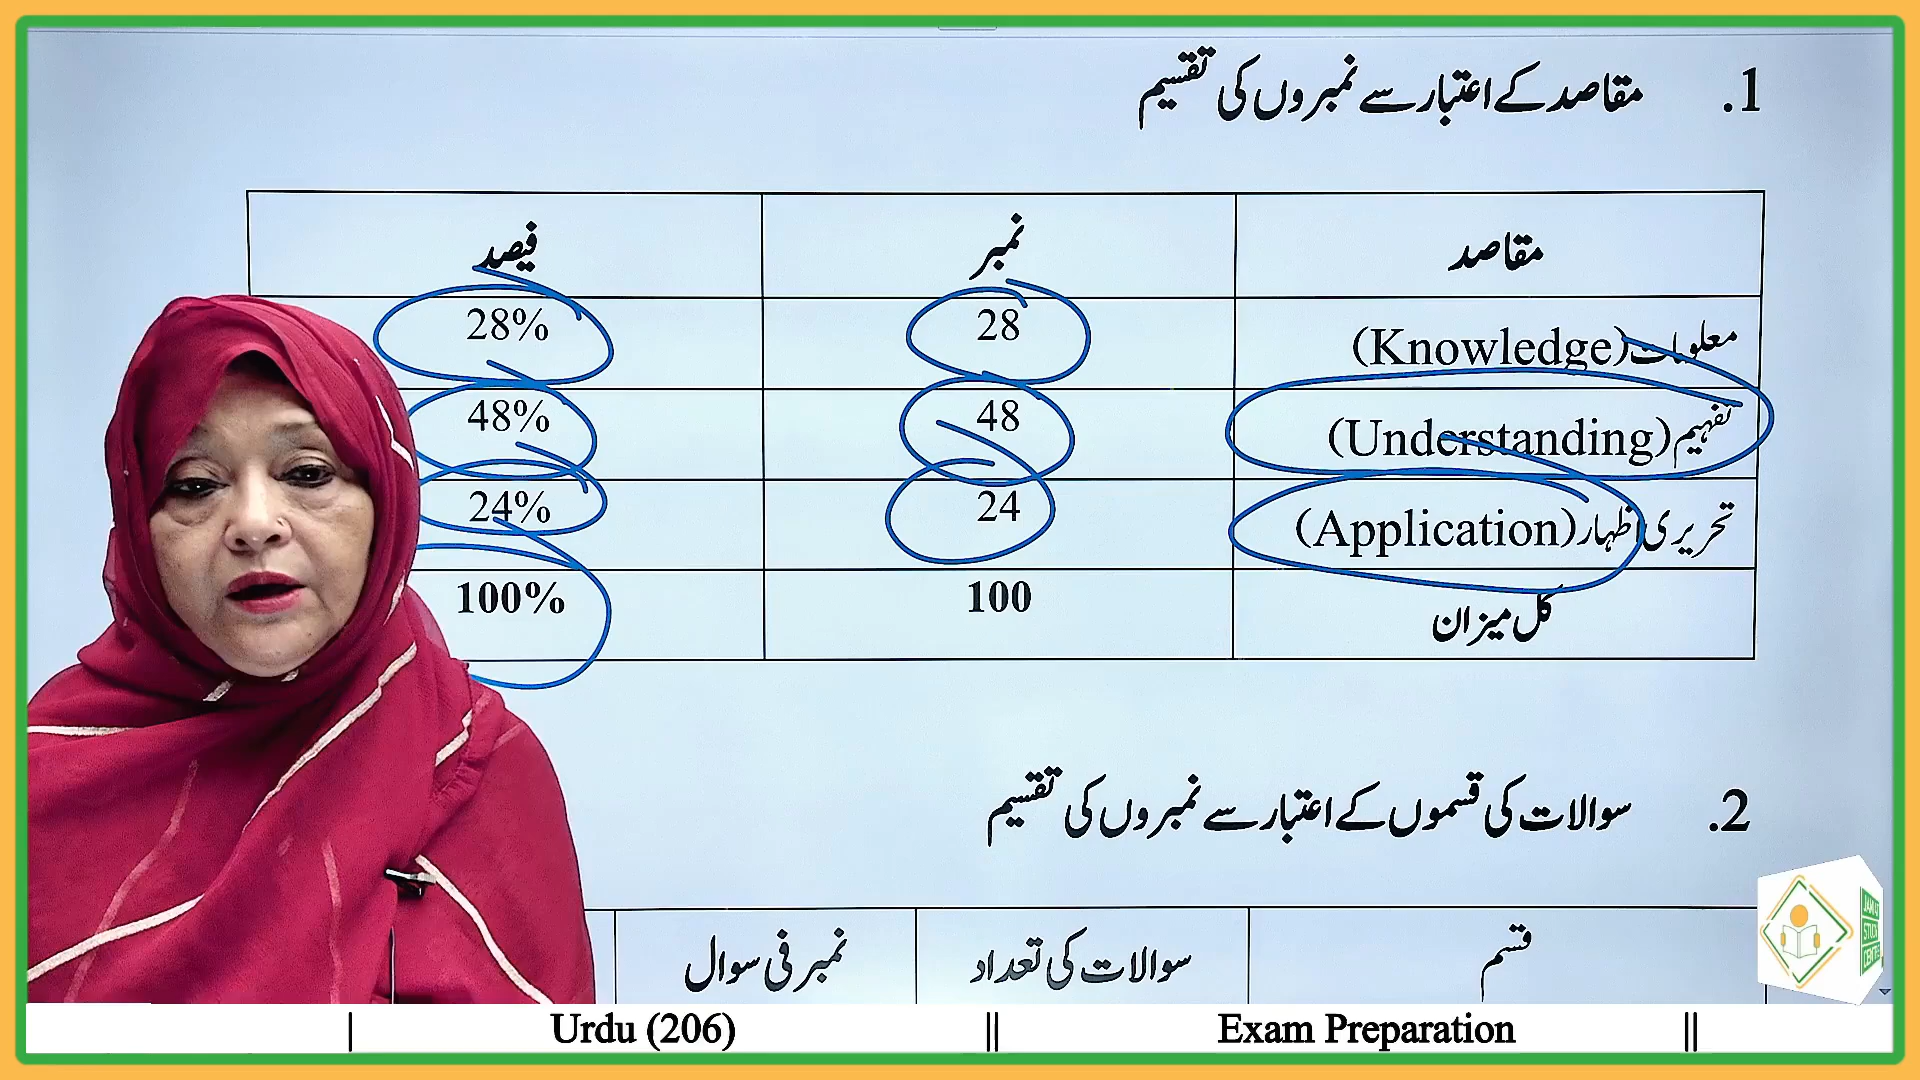 1. مقاصد کے اعتبار سے نمبروں کی تقسیم
مقاصد نمبر فیصد
معلومات (Knowledge) 28 28%
تفہیم (Understanding) 48 48%
تحریری اظہار (Application) 24 24%
کل میزان 100 100%
2. سوالات کی قسموں کے اعتبار سے نمبروں کی تقسیم
قسم سوالات کی تعداد نمبر فی سوال
| Urdu (206) || Exam Preparation ||